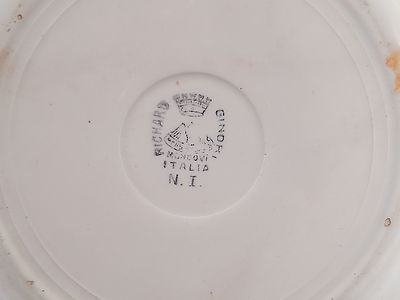 RICHARD GINORI
MONDOVI
ITALIA
N. I.